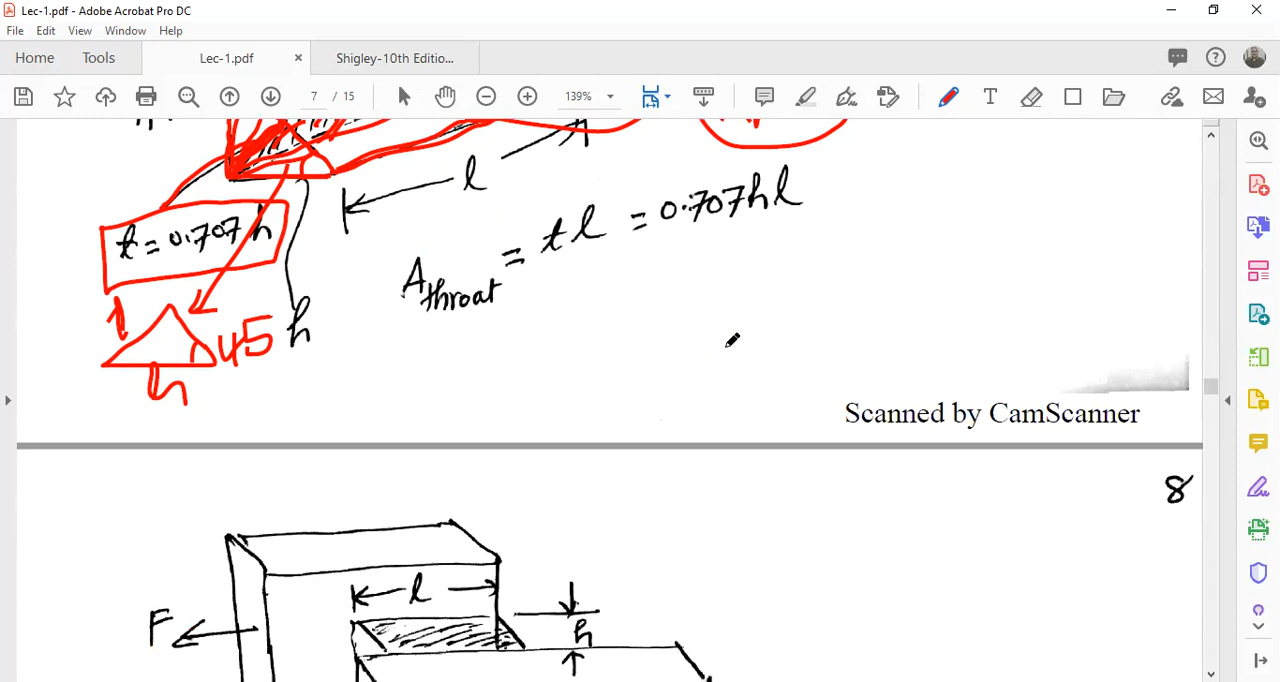 Lec-1.pdf - Adobe Acrobat Pro DC
File Edit View Window Help
Home Tools Lec-1.pdf × Shigley-10th Editio...
7 / 15 139%
l
t = 0.707 h
A throat = t l = 0.707 h l
h
45
h
Scanned by CamScanner
8
l
F
h